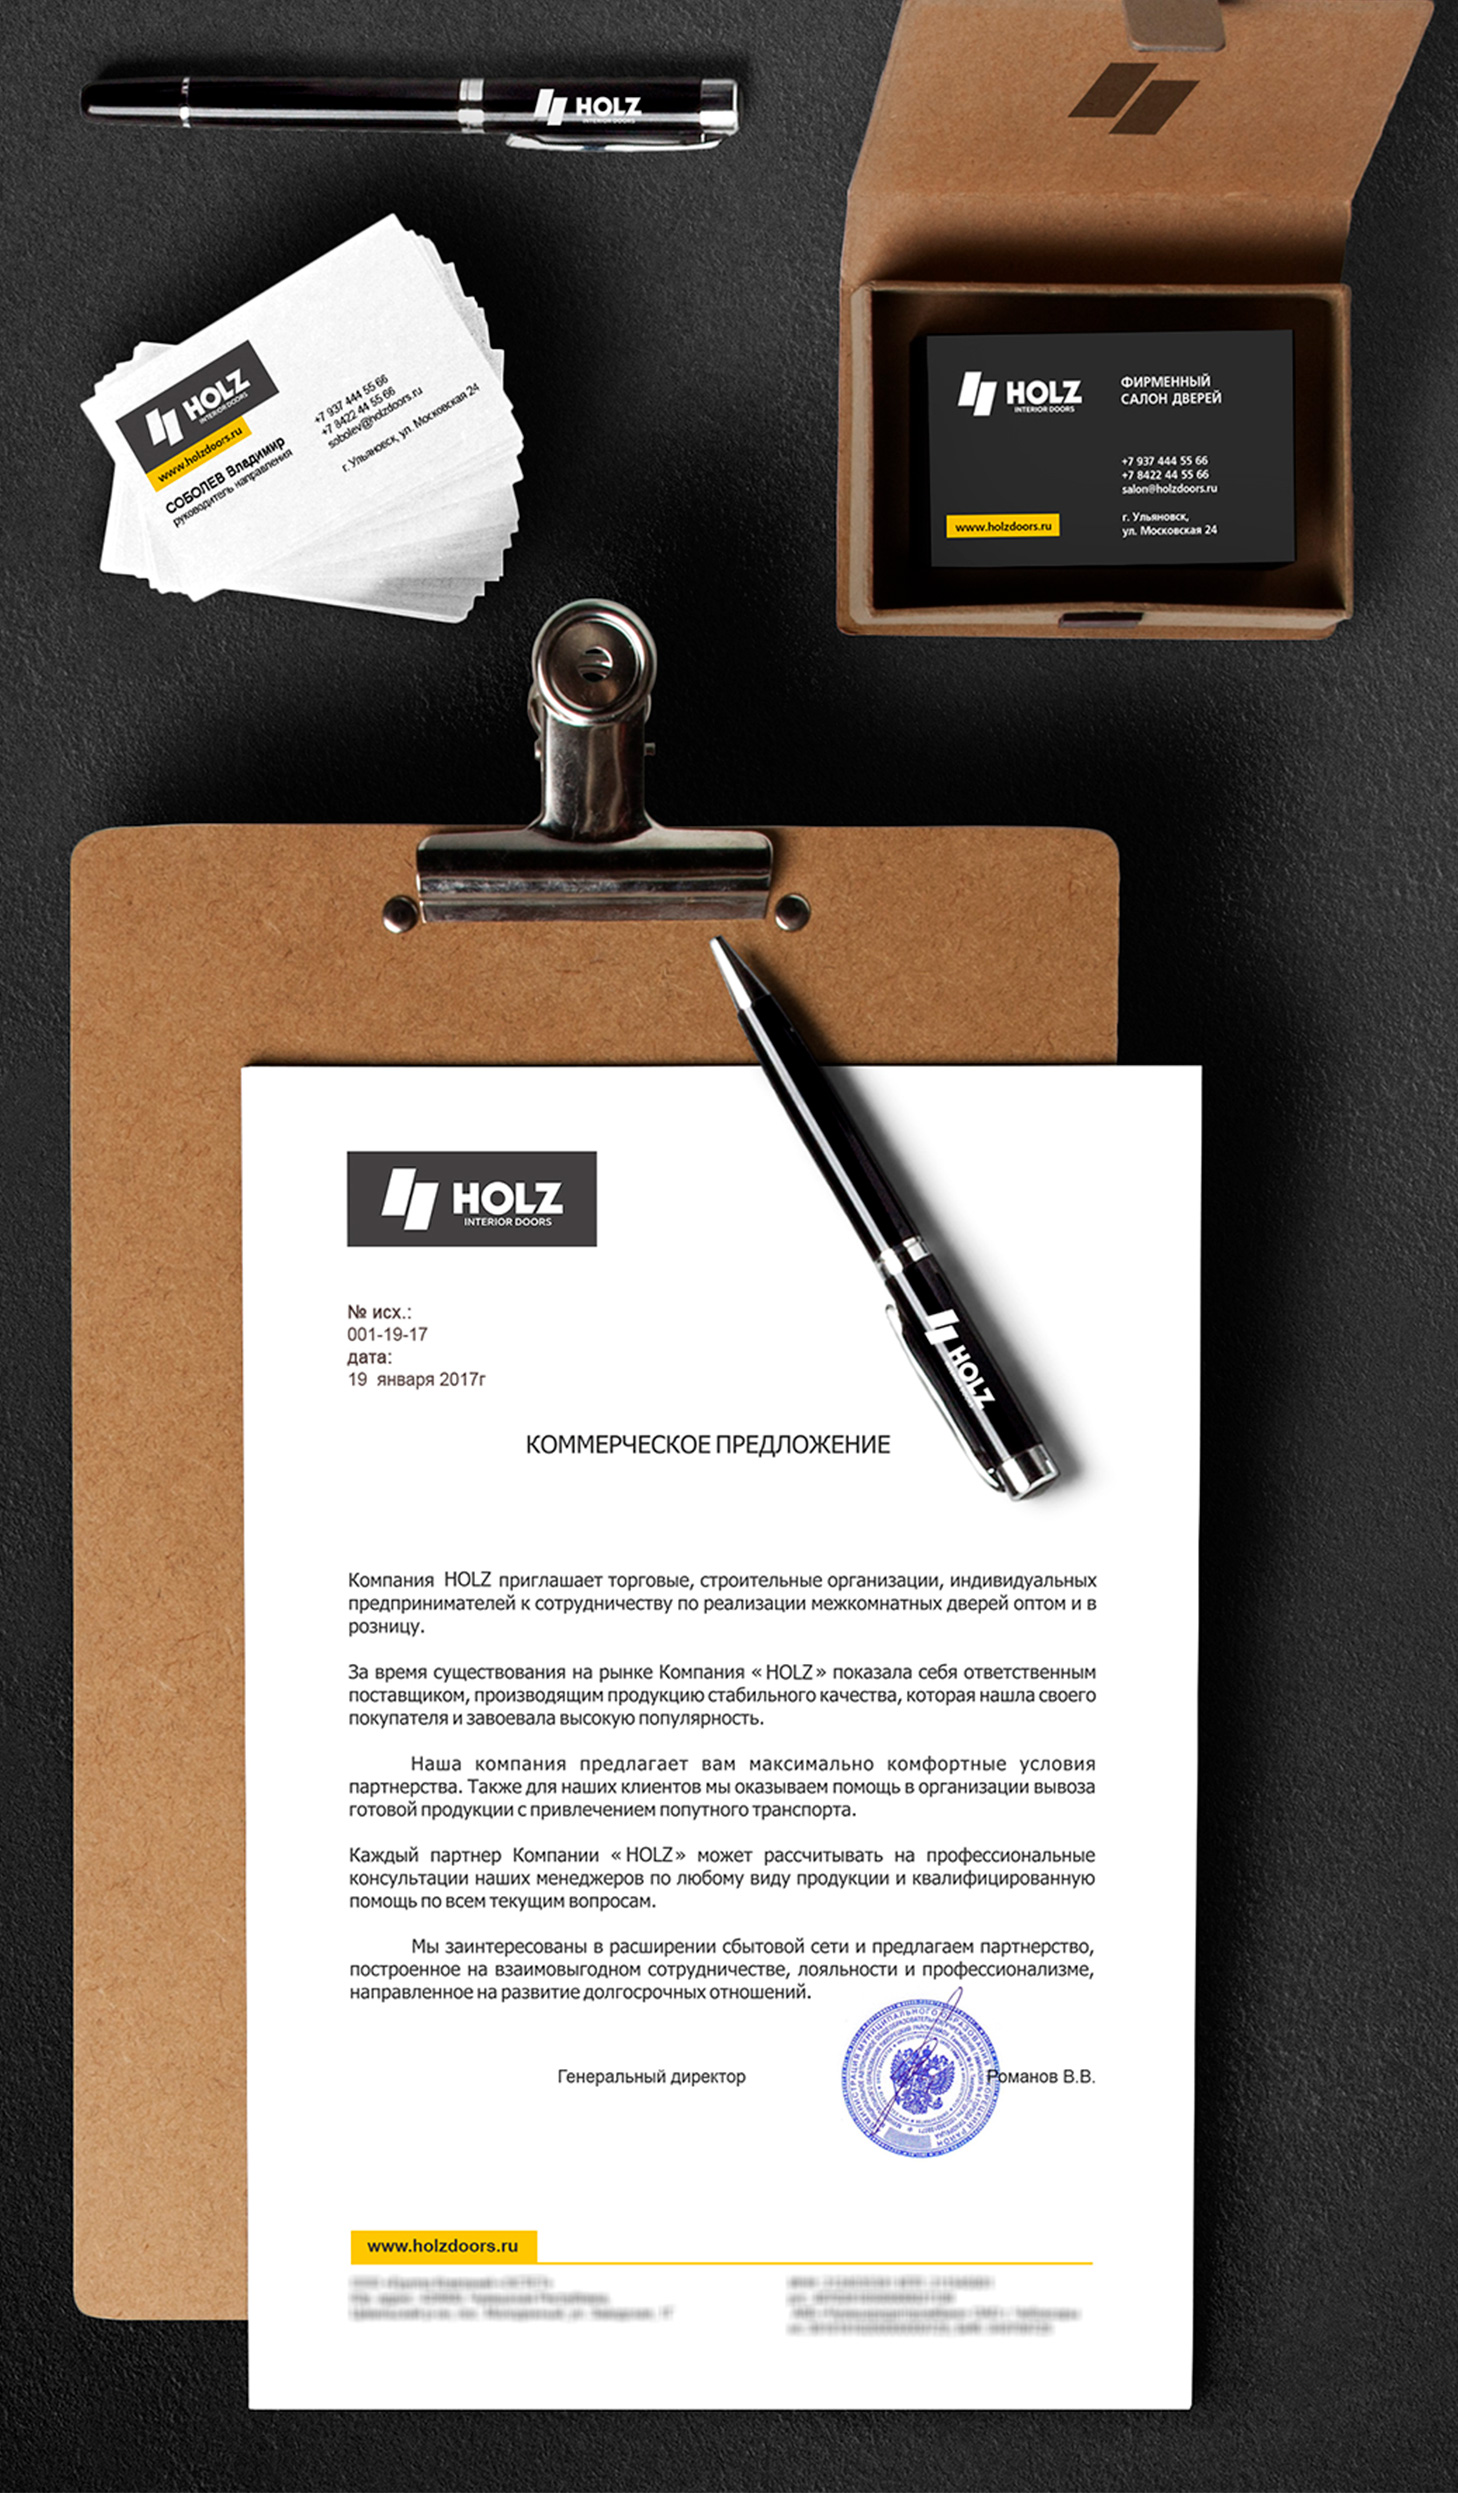 HOLZ
INTERIOR DOORS
HOLZ
INTERIOR DOORS
www.holzdoors.ru
СОБОЛЕВ Владимир
руководитель направления
+7 937 444 55 66
+7 8422 44 55 66
sobolev@holzdoors.ru
г. Ульяновск, ул. Московская 24
HOLZ
INTERIOR DOORS
ФИРМЕННЫЙ
САЛОН ДВЕРЕЙ
+7 937 444 55 66
+7 8422 44 55 66
salon@holzdoors.ru
г. Ульяновск,
ул. Московская 24
www.holzdoors.ru
HOLZ
INTERIOR DOORS
HOLZ
№ исх.:
001-19-17
дата:
19 января 2017г
КОММЕРЧЕСКОЕ ПРЕДЛОЖЕНИЕ
Компания HOLZ приглашает торговые, строительные организации, индивидуальных
предпринимателей к сотрудничеству по реализации межкомнатных дверей оптом и в
розницу.
За время существования на рынке Компания «HOLZ» показала себя ответственным
поставщиком, производящим продукцию стабильного качества, которая нашла своего
покупателя и завоевала высокую популярность.
Наша компания предлагает вам максимально комфортные условия
партнерства. Также для наших клиентов мы оказываем помощь в организации вывоза
готовой продукции с привлечением попутного транспорта.
Каждый партнер Компании «HOLZ» может рассчитывать на профессиональные
консультации наших менеджеров по любому виду продукции и квалифицированную
помощь по всем текущим вопросам.
Мы заинтересованы в расширении сбытовой сети и предлагаем партнерство,
построенное на взаимовыгодном сотрудничестве, лояльности и профессионализме,
направленное на развитие долгосрочных отношений.
Генеральный директор
Романов В.В.
www.holzdoors.ru